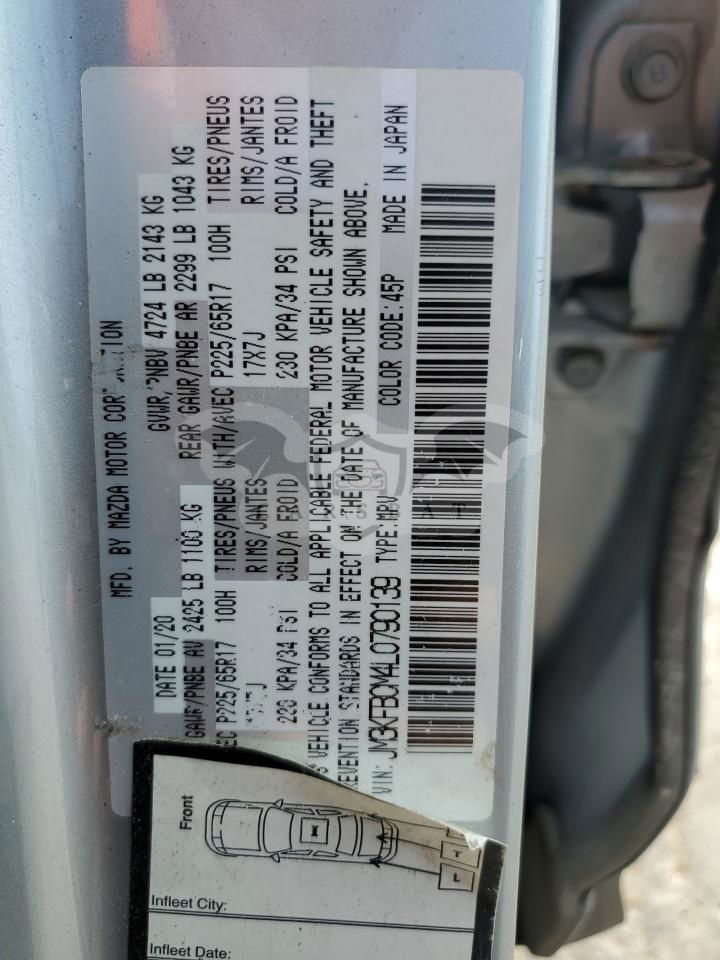 MFD. BY MAZDA MOTOR CORPORATION
DATE 01/20 GVWR/PNBV 4724 LB 2143 KG
GAWR/PNBE AV 2425 LB 1100 KG REAR GAWR/PNBE AR 2299 LB 1043 KG
EC P225/65R17 100H TIRES/PNEUS WITH/AVEC P225/65R17 100H TIRES/PNEUS
RIMS/JANTES 17X7J RIMS/JANTES
230 KPA/34 PSI COLD/A FROID 230 KPA/34 PSI COLD/A FROID
S VEHICLE CONFORMS TO ALL APPLICABLE FEDERAL MOTOR VEHICLE SAFETY AND THEFT
REVENTION STANDARDS IN EFFECT ON THE DATE OF MANUFACTURE SHOWN ABOVE.
VIN: JM3KFBCM4L0790139 TYPE:MPV COLOR CODE:45P MADE IN JAPAN
Front
T
L
Infleet City:
Infleet Date: